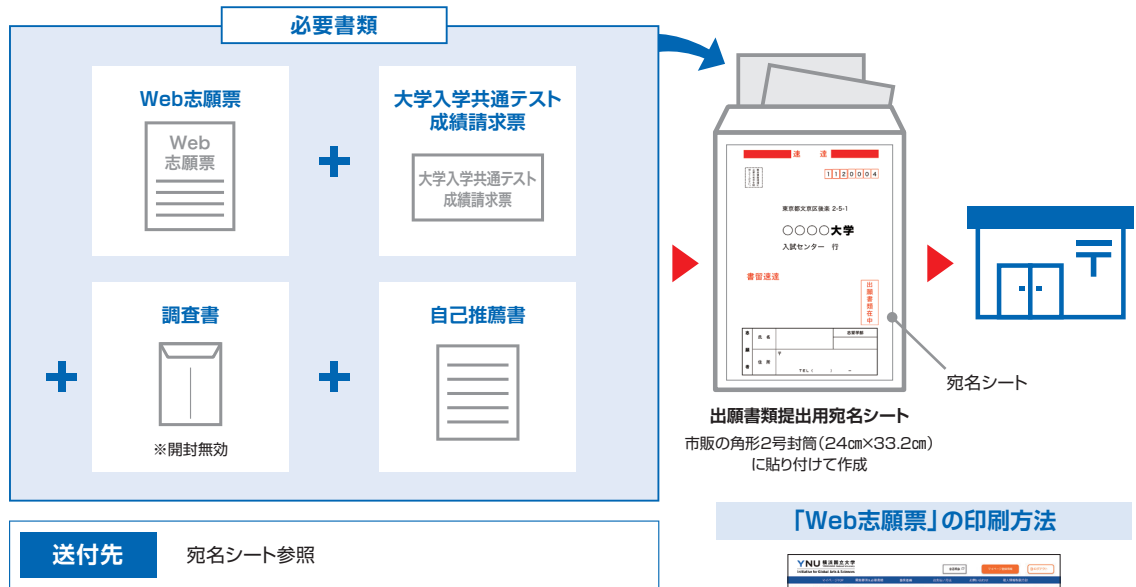 必要書類
Web志願票
Web
志願票
大学入学共通テスト
成績請求票
大学入学共通テスト
成績請求票
調査書
※開封無効
自己推薦書
速 達
1120004
東京都文京区後楽 2-5-1
○○○○大学
入試センター 行
書留速達
出願書類在中
志願者
氏 名
志望学部
住 所
〒
TEL ( ) −
宛名シート
出願書類提出用宛名シート
市販の角形2号封筒(24㎝×33.2㎝)
に貼り付けて作成
送付先
宛名シート参照
「Web志願票」の印刷方法
YNU 横浜国立大学